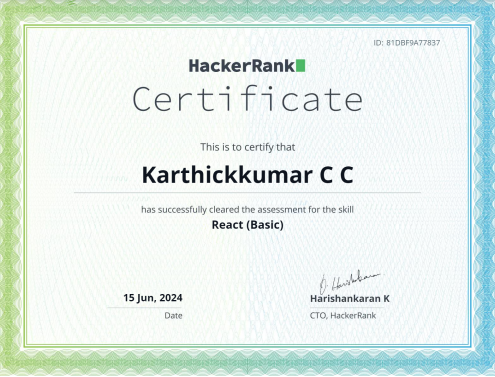 ID: 81DBF9A77837
HackerRank
Certificate
This is to certify that
Karthickkumar C C
has successfully cleared the assessment for the skill
React (Basic)
15 Jun, 2024
Date
Harishankaran K
CTO, HackerRank